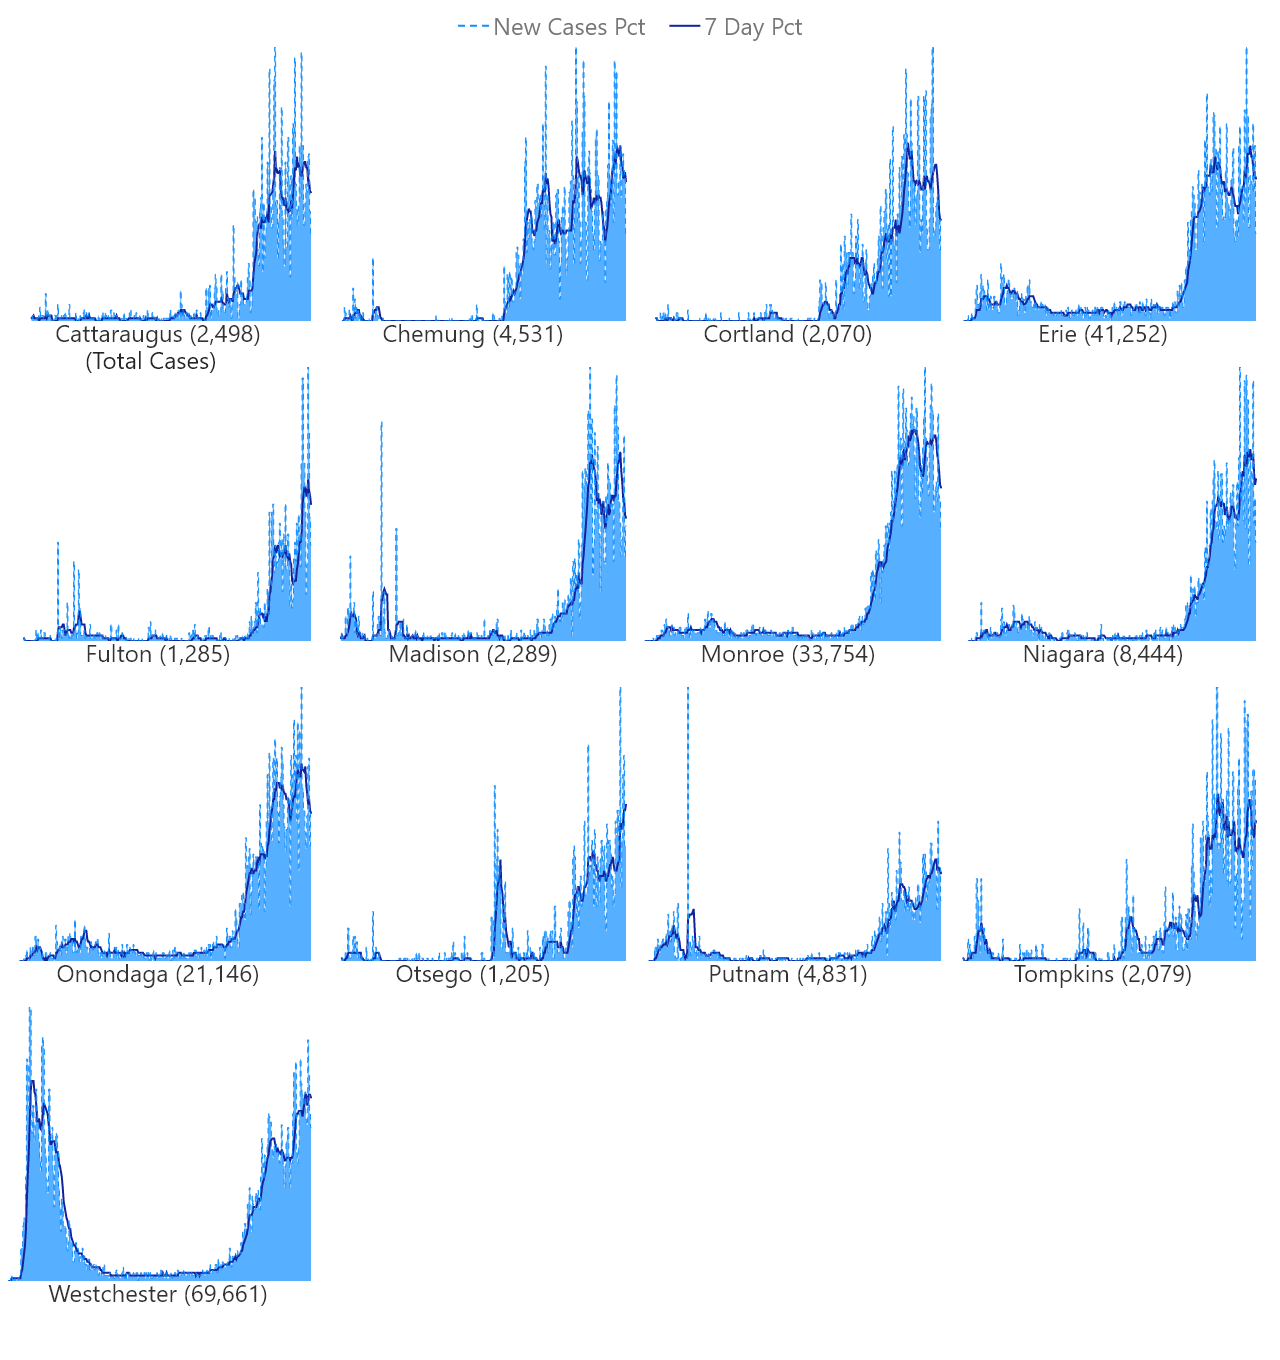 New Cases Pct 7 Day Pct
Cattaraugus (2,498) Chemung (4,531) Cortland (2,070) Erie (41,252)
(Total Cases)
Fulton (1,285) Madison (2,289) Monroe (33,754) Niagara (8,444)
Onondaga (21,146) Otsego (1,205) Putnam (4,831) Tompkins (2,079)
Westchester (69,661)